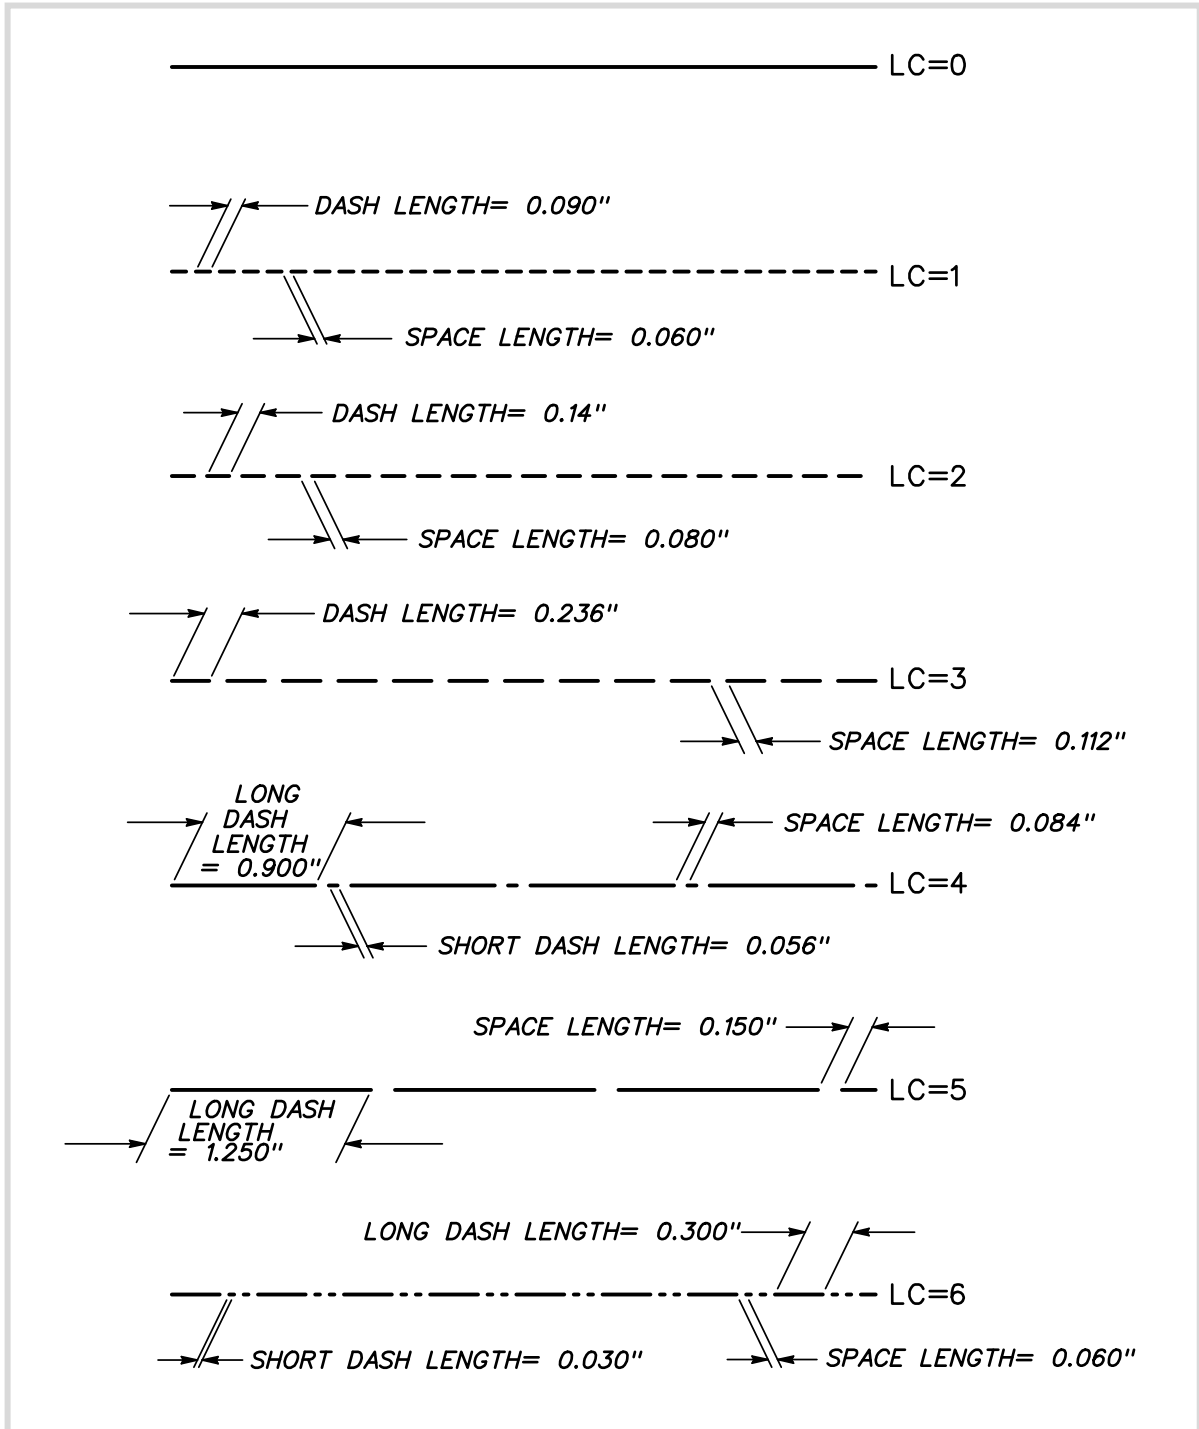 LC=0
DASH LENGTH= 0.090"
LC=1
SPACE LENGTH= 0.060"
DASH LENGTH= 0.14"
LC=2
SPACE LENGTH= 0.080"
DASH LENGTH= 0.236"
LC=3
SPACE LENGTH= 0.112"
LONG
DASH
LENGTH
= 0.900"
SPACE LENGTH= 0.084"
LC=4
SHORT DASH LENGTH= 0.056"
SPACE LENGTH= 0.150"
LC=5
LONG DASH
LENGTH
= 1.250"
LONG DASH LENGTH= 0.300"
LC=6
SHORT DASH LENGTH= 0.030"
SPACE LENGTH= 0.060"